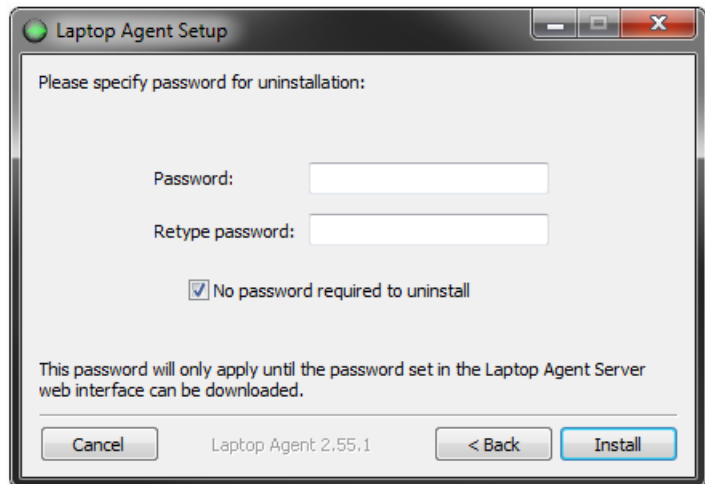 Laptop Agent Setup
Please specify password for uninstallation:
Password:
Retype password:
No password required to uninstall
This password will only apply until the password set in the Laptop Agent Server
web interface can be downloaded.
Cancel
Laptop Agent 2.55.1
< Back
Install